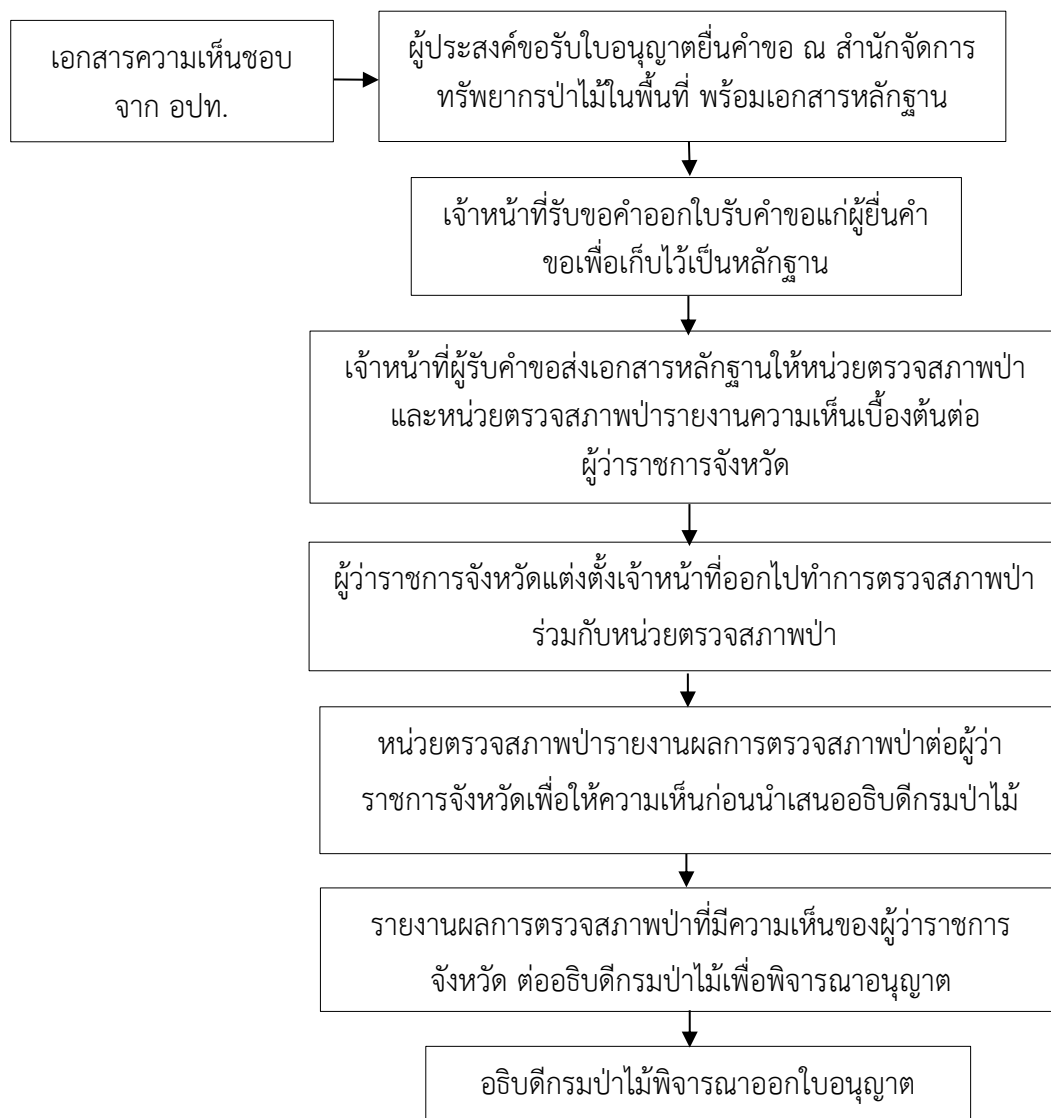 เอกสารความเห็นชอบ
จาก อปท.
ผู้ประสงค์ขอรับใบอนุญาตยื่นคำขอ ณ สำนักจัดการ
ทรัพยากรป่าไม้ในพื้นที่ พร้อมเอกสารหลักฐาน
เจ้าหน้าที่รับขอคำออกใบรับคำขอแก่ผู้ยื่นคำ
ขอเพื่อเก็บไว้เป็นหลักฐาน
เจ้าหน้าที่ผู้รับคำขอส่งเอกสารหลักฐานให้หน่วยตรวจสภาพป่า
และหน่วยตรวจสภาพป่ารายงานความเห็นเบื้องต้นต่อ
ผู้ว่าราชการจังหวัด
ผู้ว่าราชการจังหวัดแต่งตั้งเจ้าหน้าที่ออกไปทำการตรวจสภาพป่า
ร่วมกับหน่วยตรวจสภาพป่า
หน่วยตรวจสภาพป่ารายงานผลการตรวจสภาพป่าต่อผู้ว่า
ราชการจังหวัดเพื่อให้ความเห็นก่อนนำเสนออธิบดีกรมป่าไม้
รายงานผลการตรวจสภาพป่าที่มีความเห็นของผู้ว่าราชการ
จังหวัด ต่ออธิบดีกรมป่าไม้เพื่อพิจารณาอนุญาต
อธิบดีกรมป่าไม้พิจารณาออกใบอนุญาต